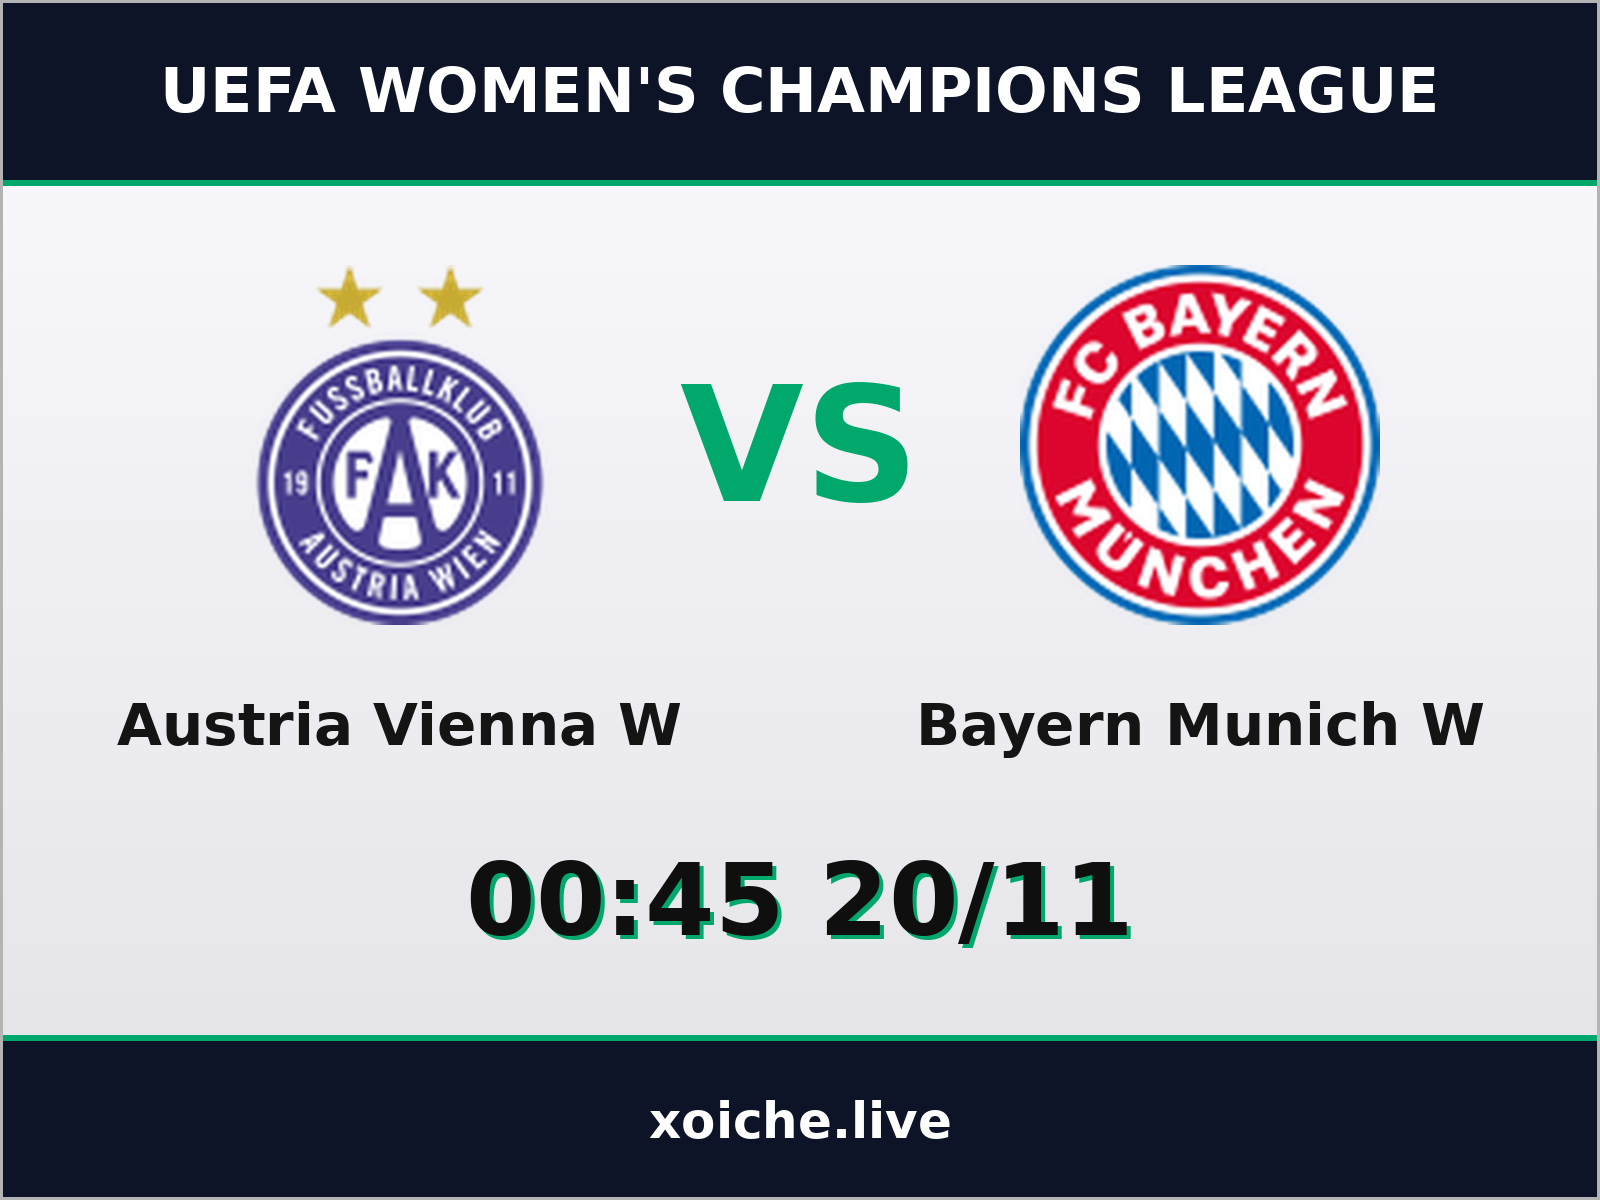 UEFA WOMEN'S CHAMPIONS LEAGUE
FUSSBALLKLUB
19 FAK 11
AUSTRIA WIEN
VS
FC BAYERN
MÜNCHEN
Austria Vienna W
Bayern Munich W
00:45 20/11
xoiche.live